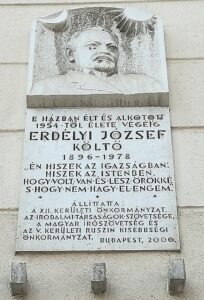 E HÁZBAN ÉLT ÉS ALKOTOTT
1954-TŐL ÉLETE VÉGÉIG
ERDÉLYI JÓZSEF
KÖLTŐ
1896-1978
„ÉN HISZEK AZ IGAZSÁGBAN:
HISZEK AZ ISTENBEN,
HOGY VOLT, VAN ÉS LESZ ÖRÖKKÉ
S HOGY NEM HAGY EL ENGEM."
ÁLLÍTTATTA:
A XII. KERÜLETI ÖNKORMÁNYZAT,
AZ IRODALMI TÁRSASÁGOK SZÖVETSÉGE,
A MAGYAR ÍRÓSZÖVETSÉG ÉS
AZ V. KERÜLETI RUSZIN KISEBBSÉGI
ÖNKORMÁNYZAT. BUDAPEST, 2000.